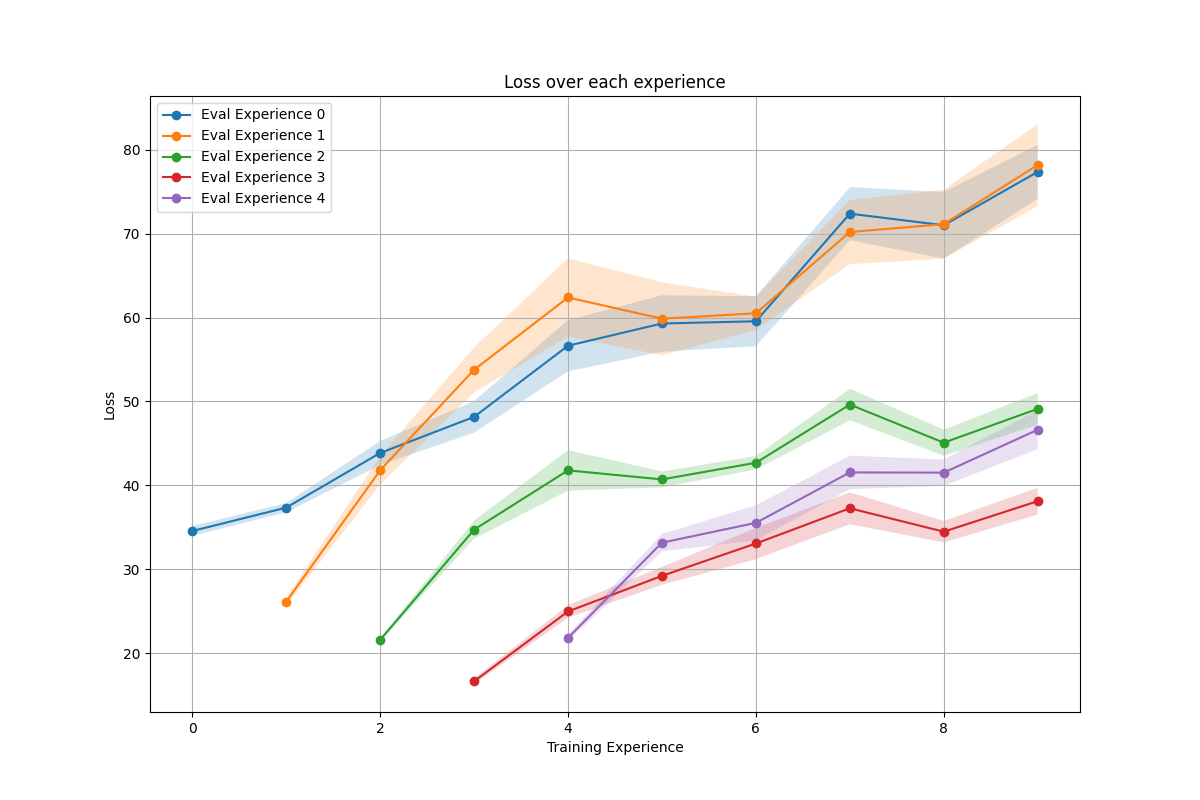 Loss over each experience
Eval Experience 0
Eval Experience 1
Eval Experience 2
Eval Experience 3
Eval Experience 4
80
70
60
50
40
30
20
Loss
0 2 4 6 8
Training Experience